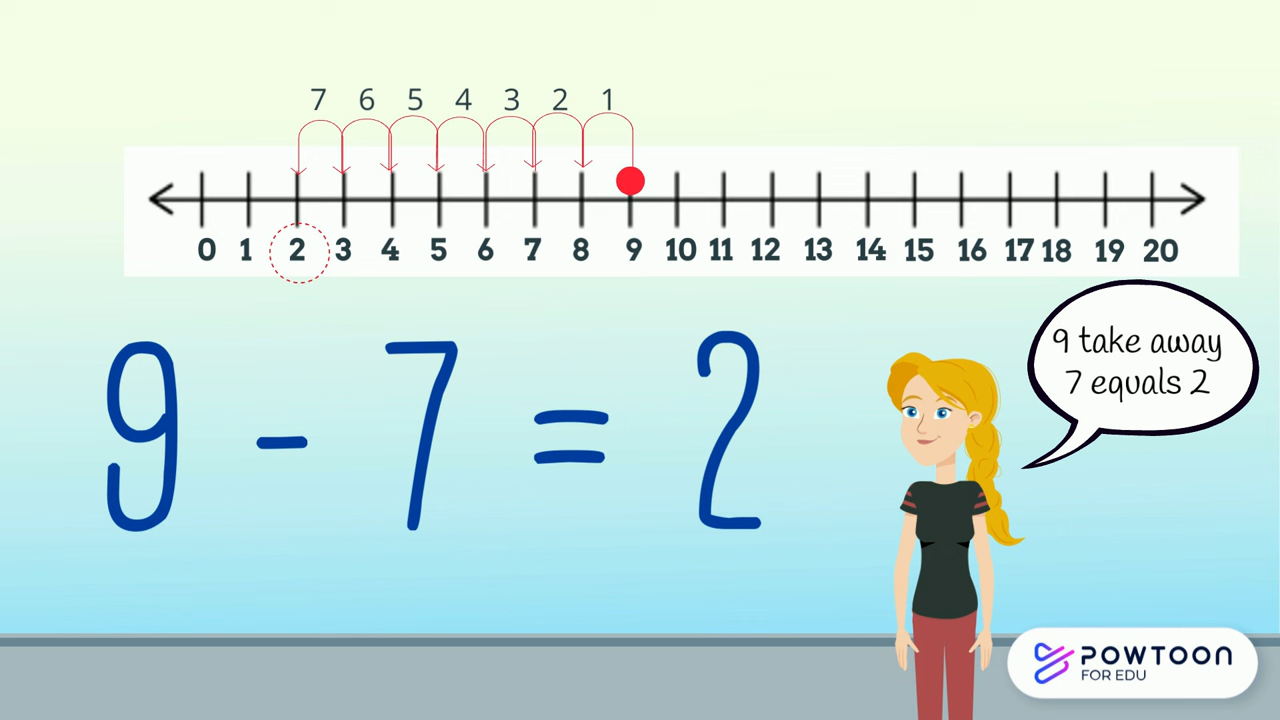 7 6 5 4 3 2 1
0 1 2 3 4 5 6 7 8 9 10 11 12 13 14 15 16 17 18 19 20
9 - 7 = 2
9 take away
7 equals 2
POWTOON
FOR EDU